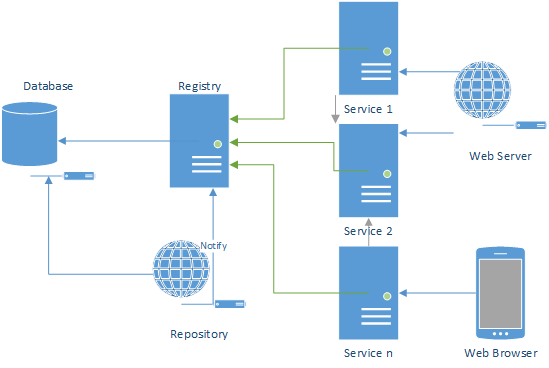 Database
Registry
Service 1
Web Server
Service 2
Notify
Repository
Service n
Web Browser